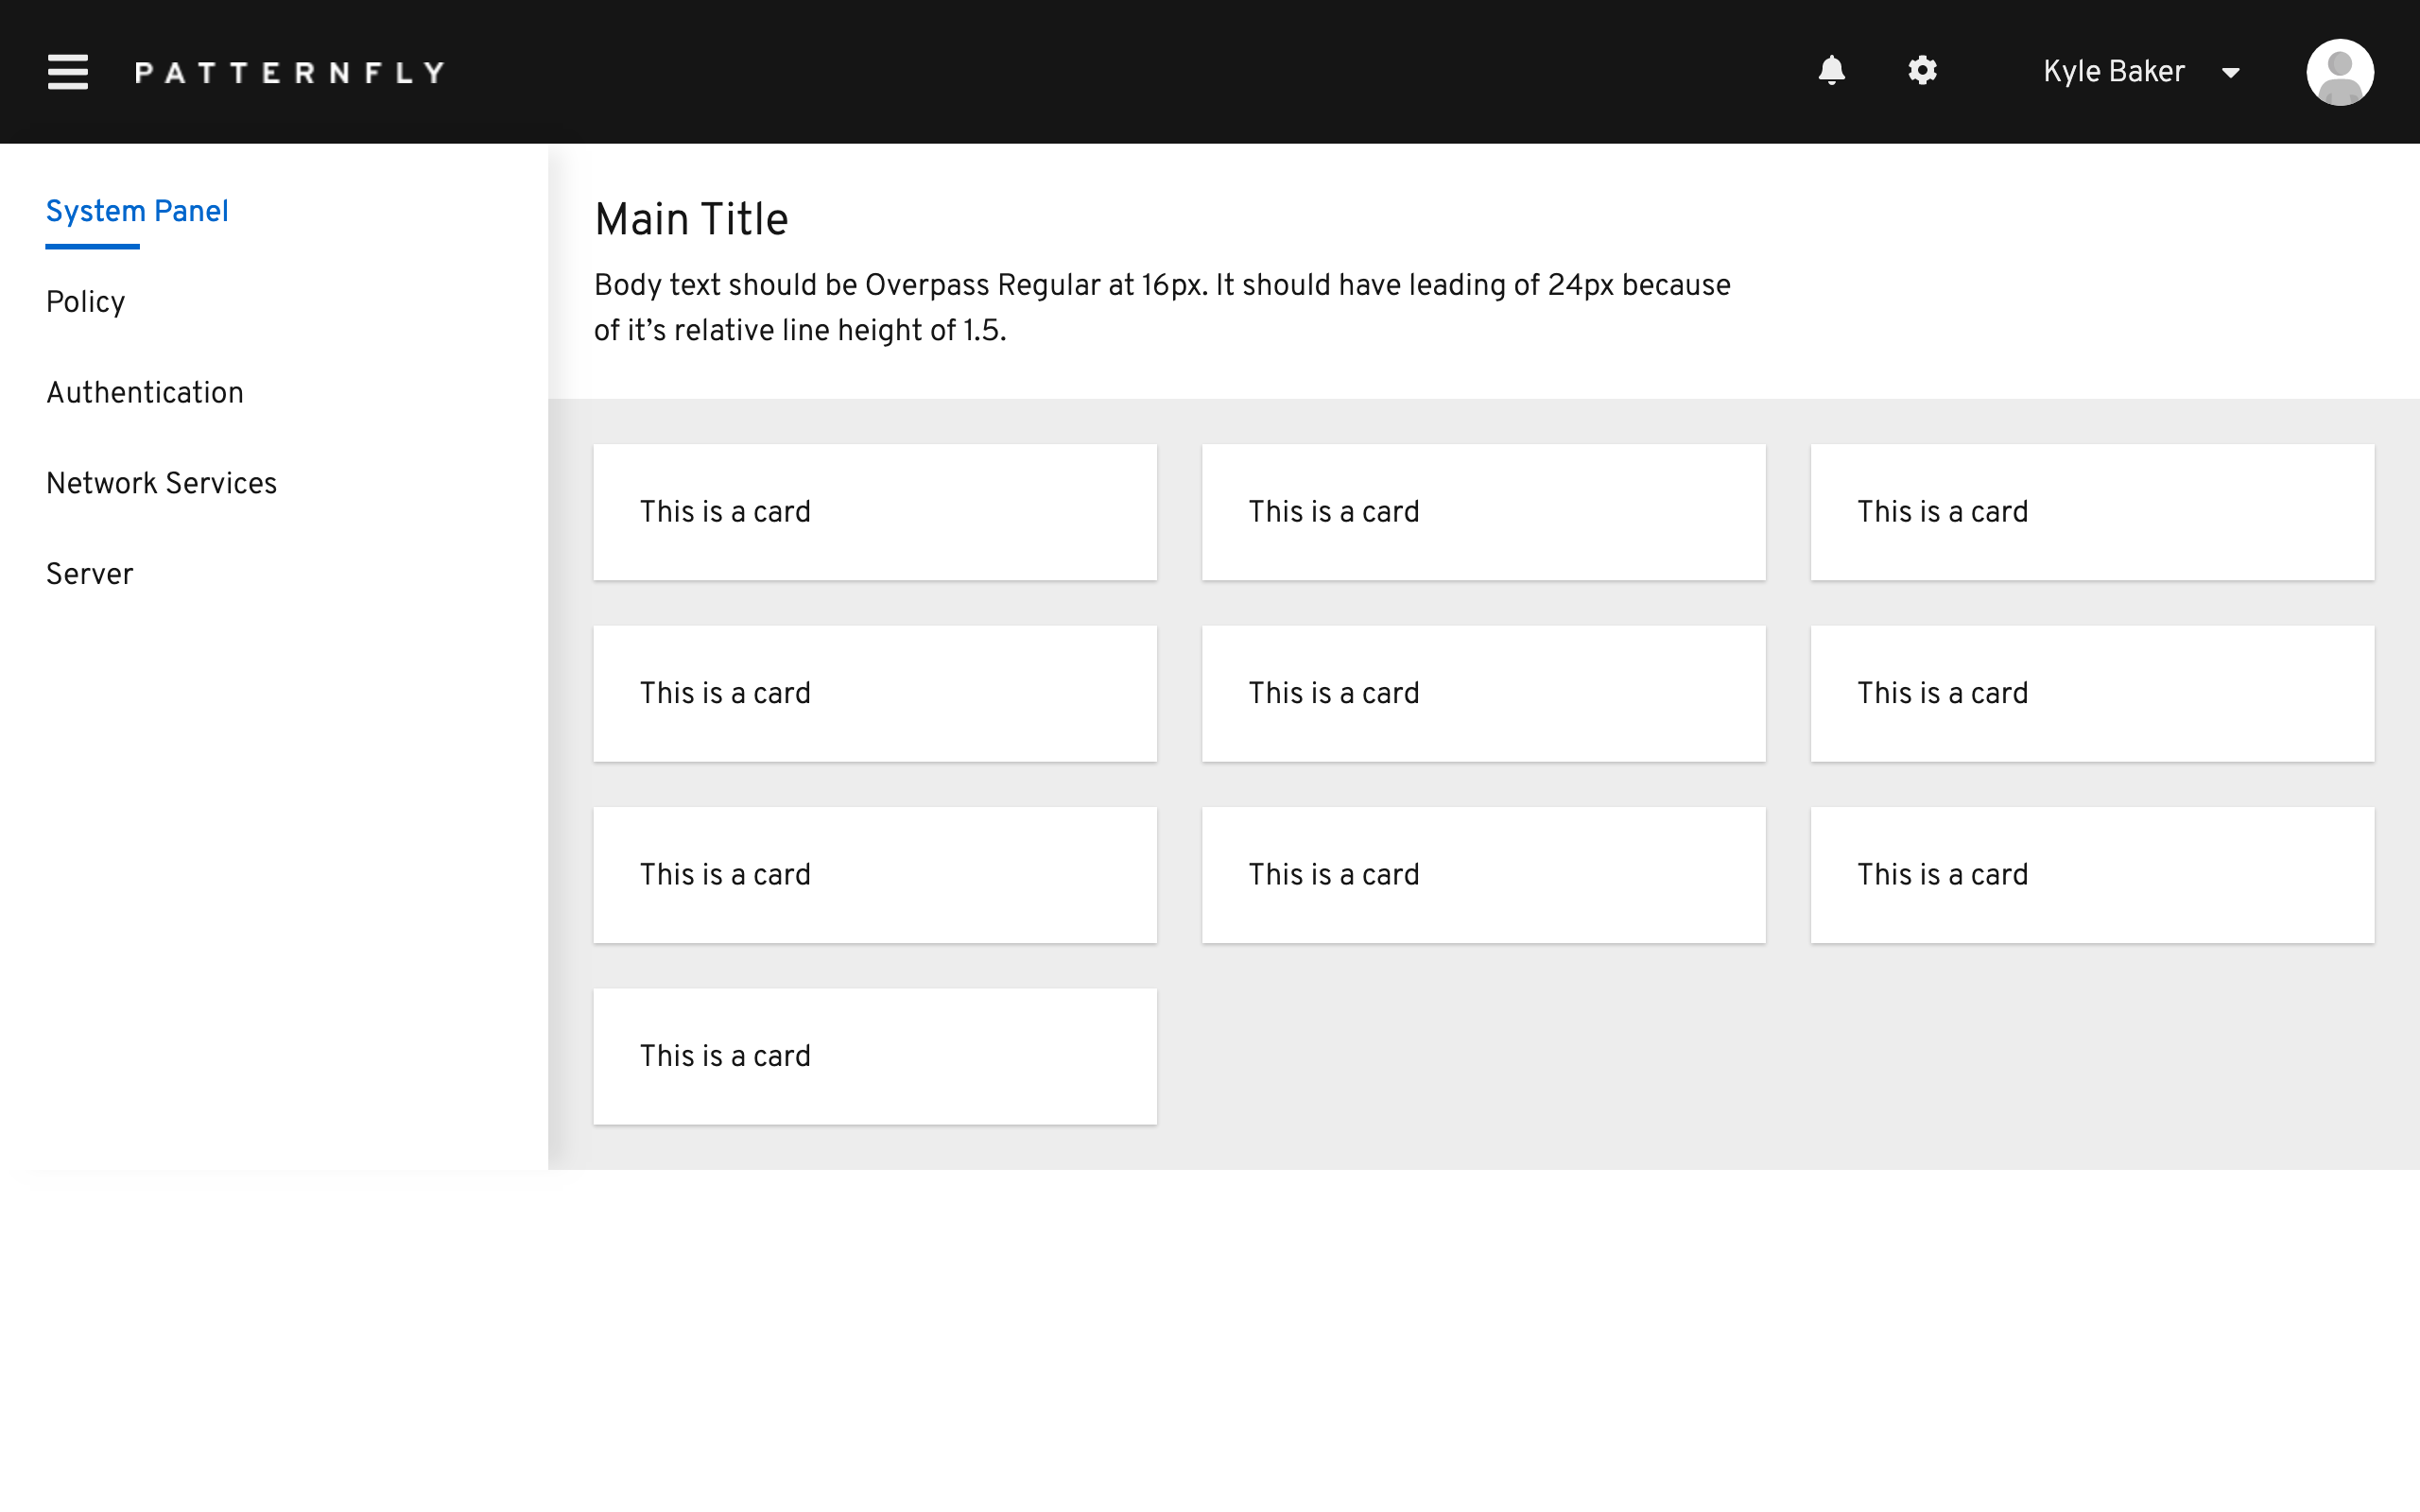 PATTERNFLY
Kyle Baker
System Panel
Policy
Authentication
Network Services
Server
Main Title
Body text should be Overpass Regular at 16px. It should have leading of 24px because
of it’s relative line height of 1.5.
This is a card
This is a card
This is a card
This is a card
This is a card
This is a card
This is a card
This is a card
This is a card
This is a card